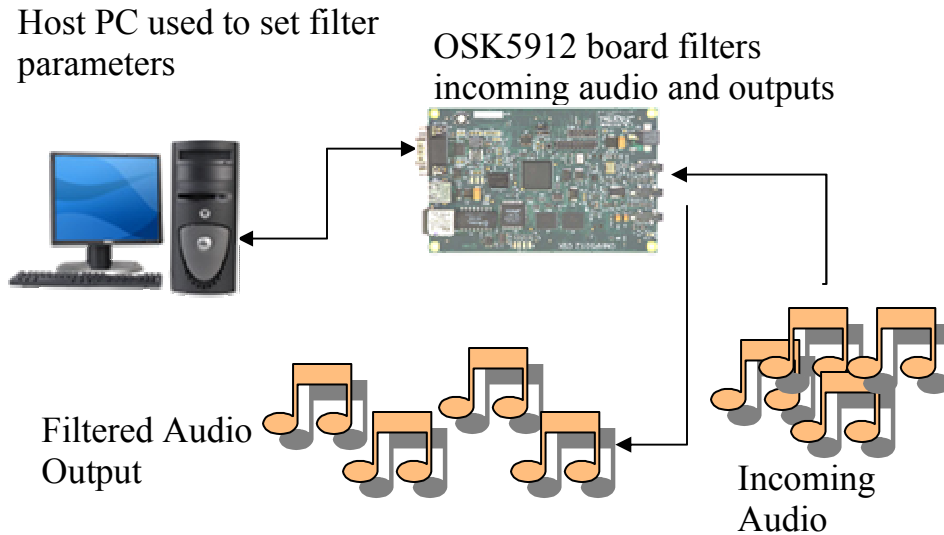 Host PC used to set filter
parameters
OSK5912 board filters
incoming audio and outputs
Filtered Audio
Output
Incoming
Audio